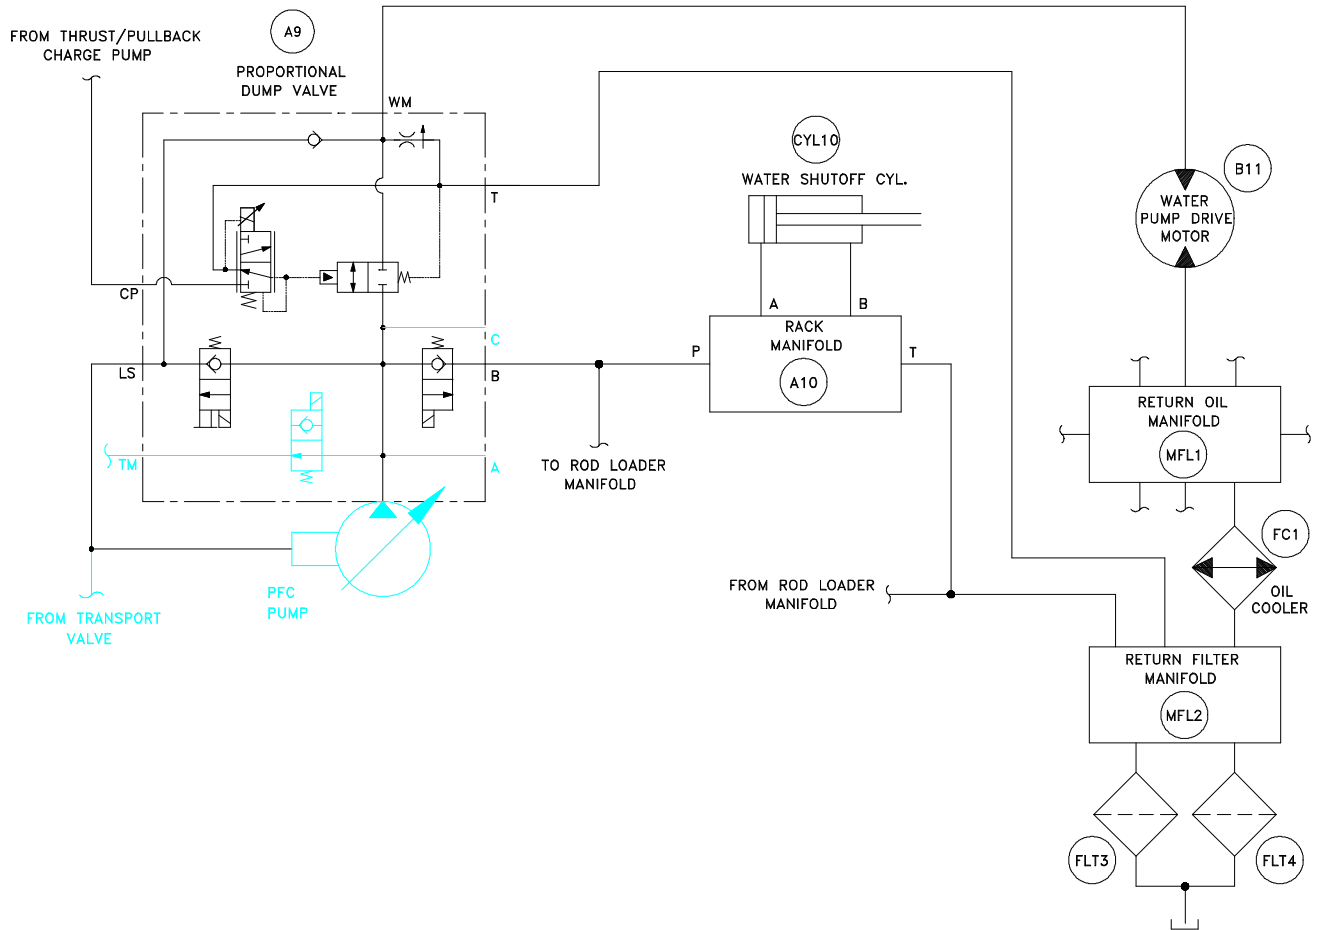 FROM THRUST/PULLBACK
CHARGE PUMP
A9
PROPORTIONAL
DUMP VALVE
WM
T
CP
LS
C
B
TM
A
PFC
PUMP
FROM TRANSPORT
VALVE
CYL10
WATER SHUTOFF CYL.
A
B
P
RACK
MANIFOLD
A10
T
TO ROD LOADER
MANIFOLD
FROM ROD LOADER
MANIFOLD
B11
WATER
PUMP DRIVE
MOTOR
RETURN OIL
MANIFOLD
MFL1
FC1
OIL
COOLER
RETURN FILTER
MANIFOLD
MFL2
FLT3
FLT4